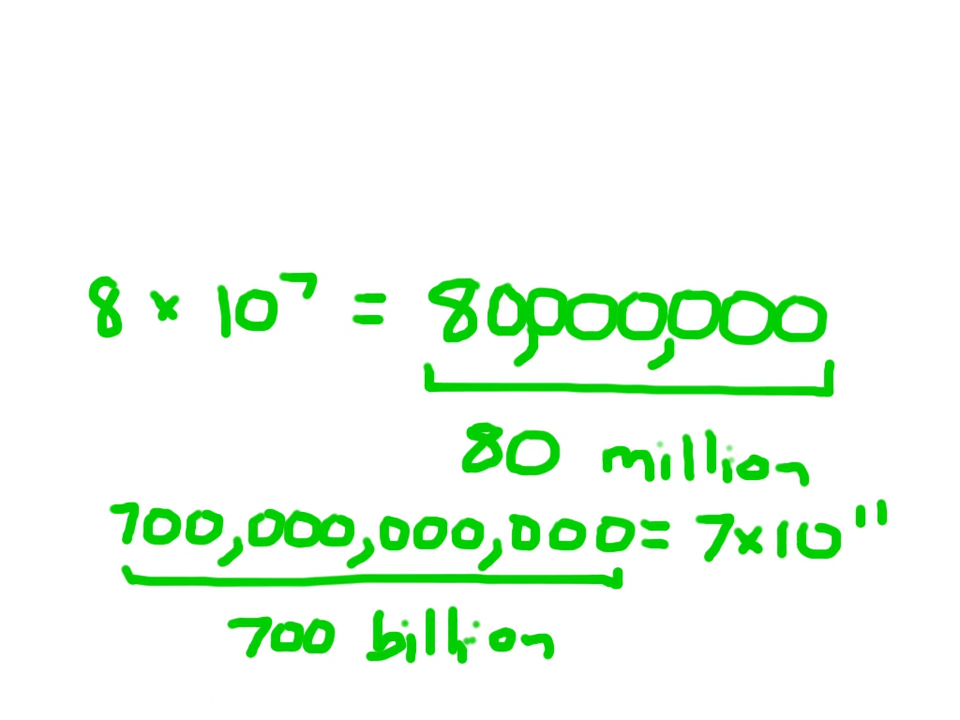 8 × 10⁷ = 80,000,000
80 million
700,000,000,000 = 7×10¹¹
700 billion